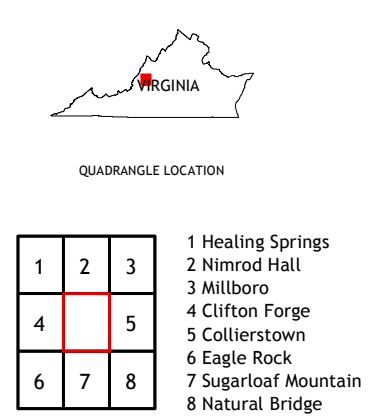 VIRGINIA
QUADRANGLE LOCATION
1 2 3
4 5
6 7 8
1 Healing Springs
2 Nimrod Hall
3 Millboro
4 Clifton Forge
5 Collierstown
6 Eagle Rock
7 Sugarloaf Mountain
8 Natural Bridge